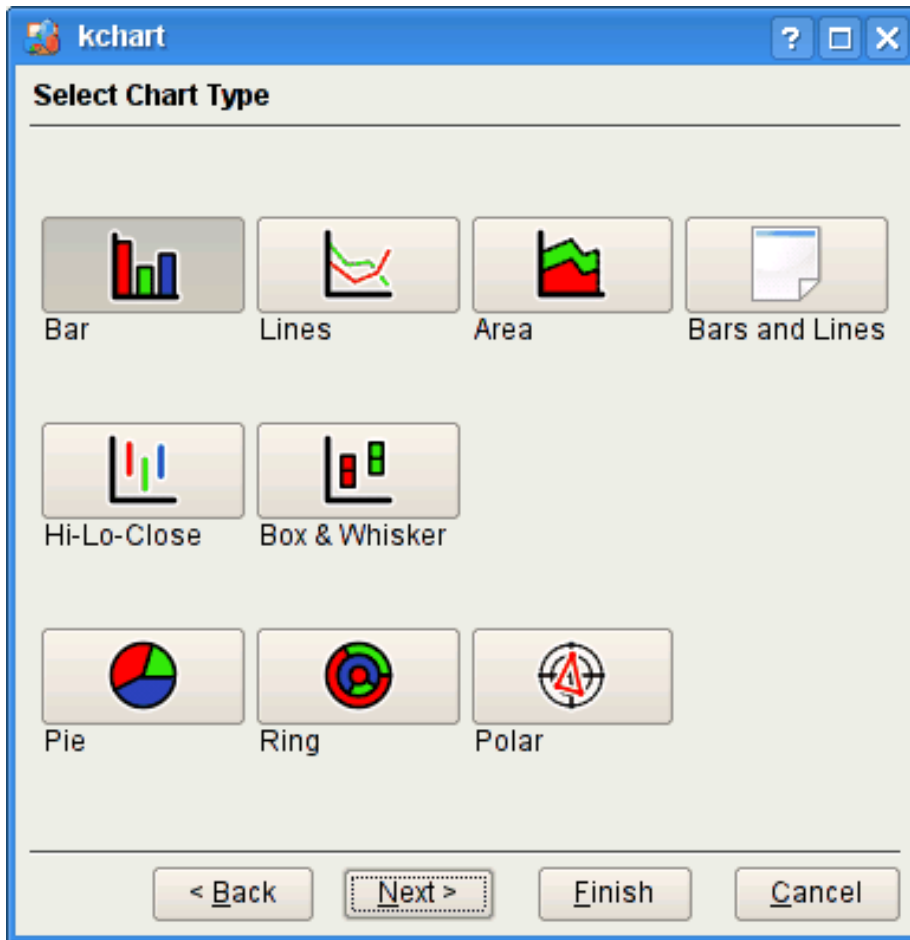 kchart
?
Select Chart Type
Bar
Lines
Area
Bars and Lines
Hi-Lo-Close
Box & Whisker
Pie
Ring
Polar
< Back
Next >
Finish
Cancel